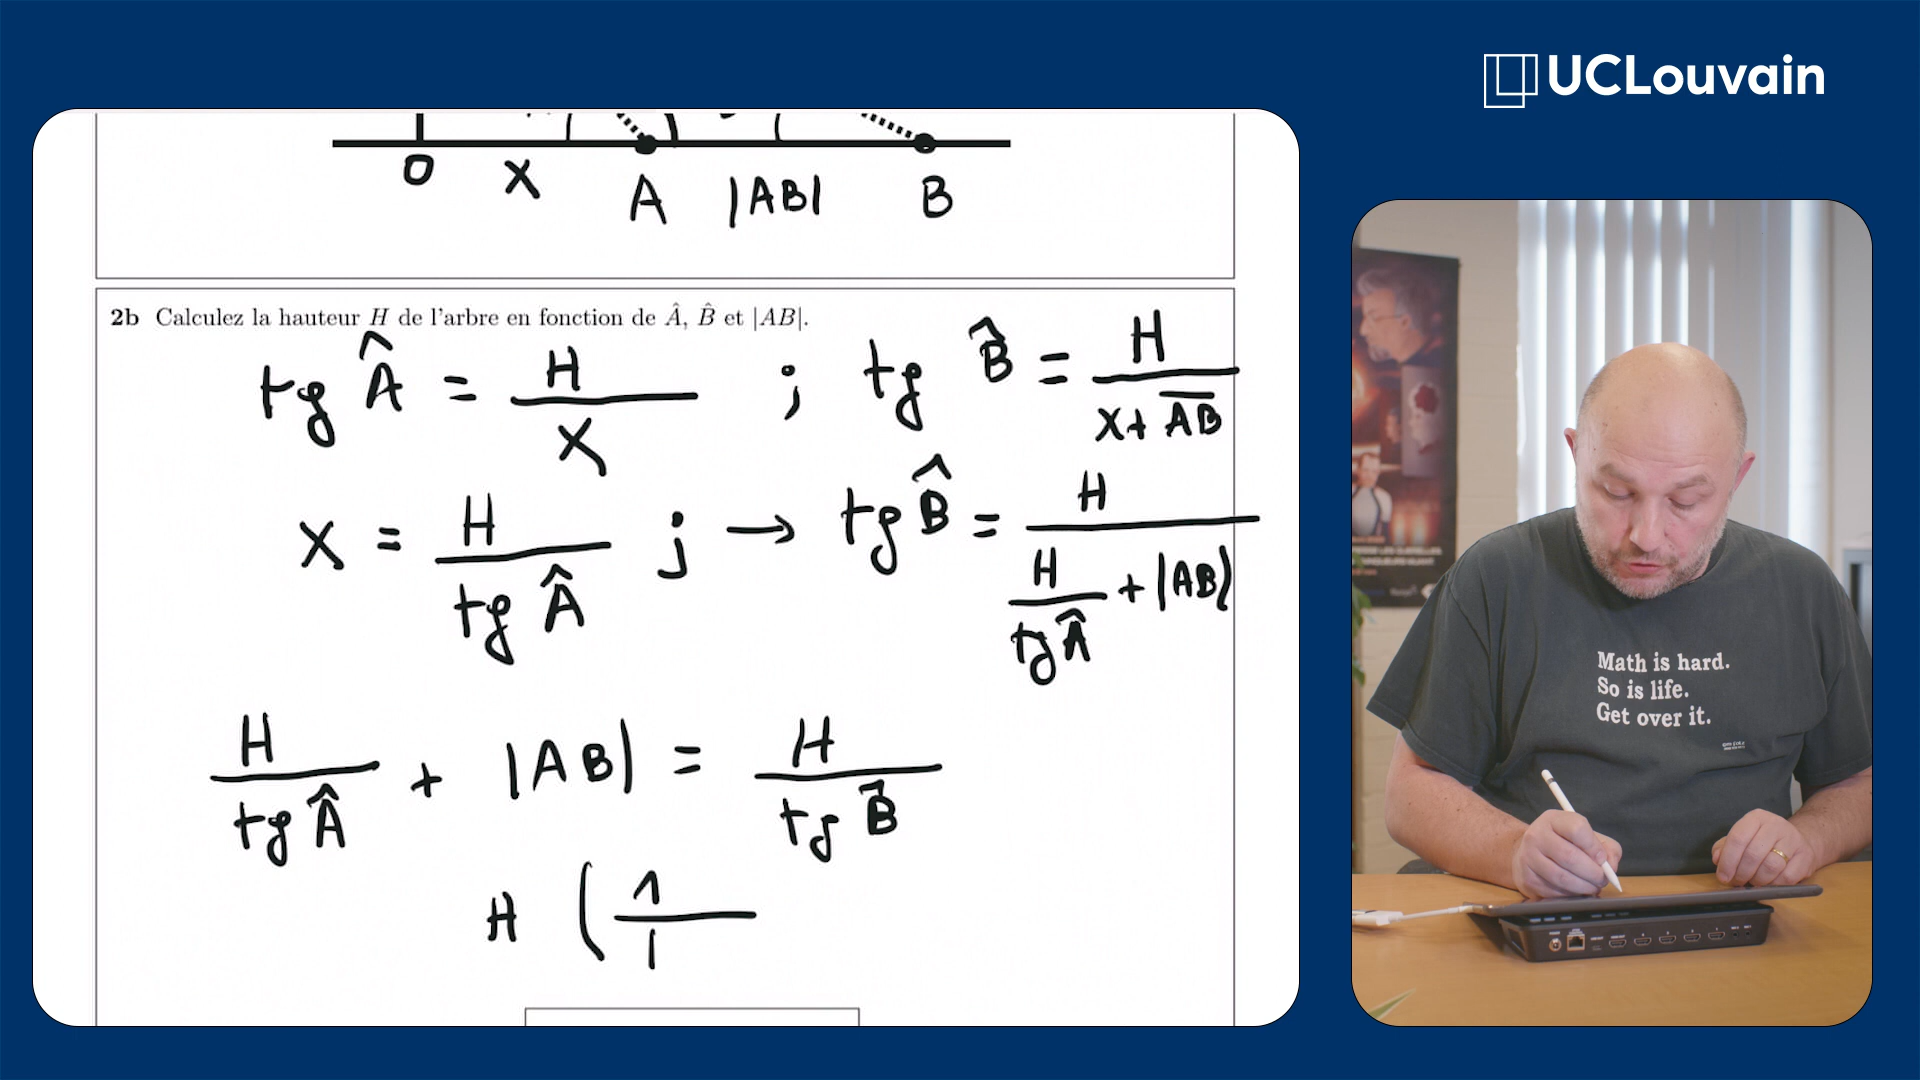 UCLouvain
O X A |AB| B
2b Calculez la hauteur H de l'arbre en fonction de Â, B̂ et |AB|.
tg Â = H / X ; tg B̂ = H / (X + A̅B̅)
X = H / tg Â ; → tg B̂ = H / (H / tg Â + |AB|)
H / tg Â + |AB| = H / tg B̂
H ( 1 /
Math is hard.
So is life.
Get over it.